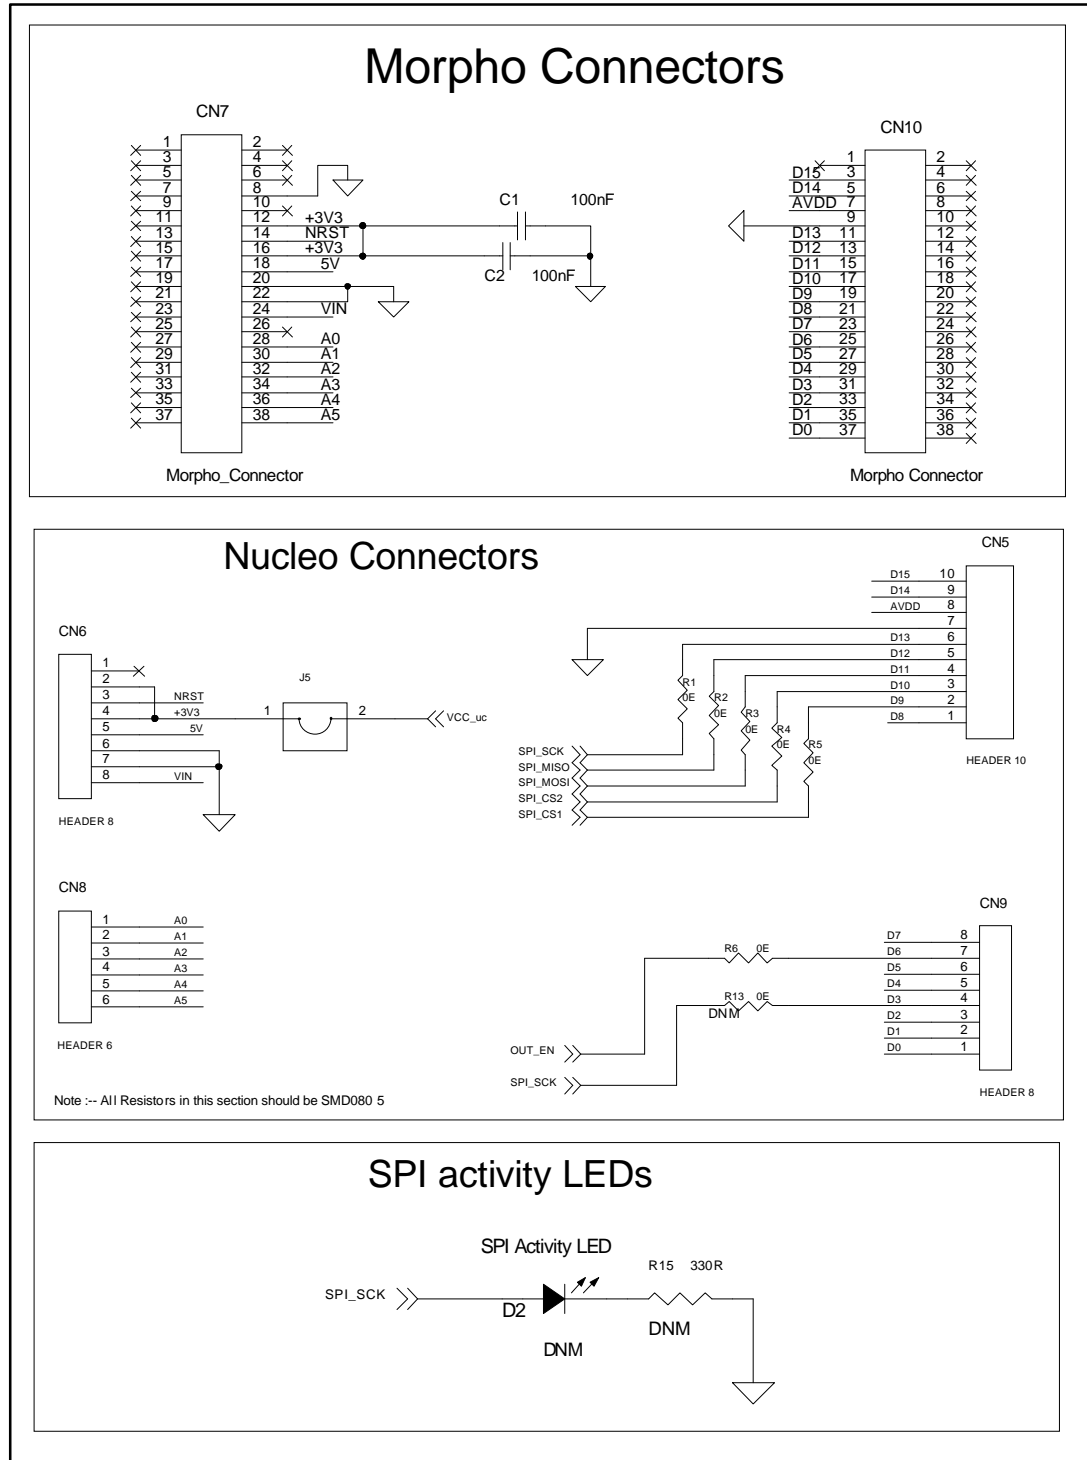 Morpho Connectors
CN7
CN10
1 2
3 4
5 6
7 8
9 10
11 12 +3V3
13 14 NRST
15 16 +3V3
17 18 5V
19 20
21 22
23 24 VIN
25 26
27 28 A0
29 30 A1
31 32 A2
33 34 A3
35 36 A4
37 38 A5
Morpho_Connector
C1 100nF
C2 100nF
1 2
D15 3 4
D14 5 6
AVDD 7 8
9 10
D13 11 12
D12 13 14
D11 15 16
D10 17 18
D9 19 20
D8 21 22
D7 23 24
D6 25 26
D5 27 28
D4 29 30
D3 31 32
D2 33 34
D1 35 36
D0 37 38
Morpho Connector
Nucleo Connectors
CN6
1
2
3 NRST
4 +3V3
5 5V
6
7
8 VIN
HEADER 8
J5
1 2
VCC_uc
CN5
D15 10
D14 9
AVDD 8
7
D13 6
D12 5
D11 4
D10 3
D9 2
D8 1
HEADER 10
R1 0E
R2 0E
R3 0E
R4 0E
R5 0E
SPI_SCK
SPI_MISO
SPI_MOSI
SPI_CS2
SPI_CS1
CN8
1 A0
2 A1
3 A2
4 A3
5 A4
6 A5
HEADER 6
CN9
D7 8
D6 7
D5 6
D4 5
D3 4
D2 3
D1 2
D0 1
HEADER 8
R6 0E
R13 0E
DNM
OUT_EN
SPI_SCK
Note :-- All Resistors in this section should be SMD080 5
SPI activity LEDs
SPI Activity LED
SPI_SCK
D2
DNM
R15 330R
DNM